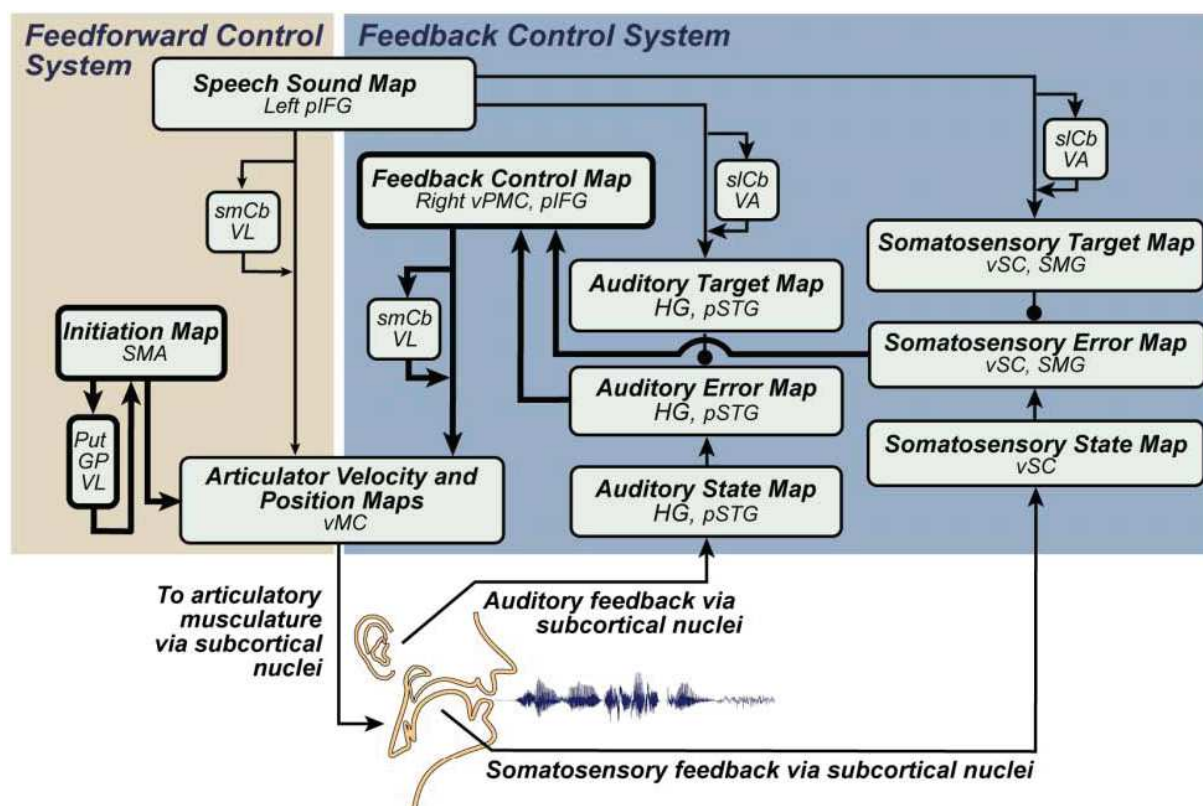 Feedforward Control
System
Feedback Control System
Speech Sound Map
Left pIFG
smCb
VL
Initiation Map
SMA
Put
GP
VL
Feedback Control Map
Right vPMC, pIFG
smCb
VL
slCb
VA
slCb
VA
Auditory Target Map
HG, pSTG
Somatosensory Target Map
vSC, SMG
Auditory Error Map
HG, pSTG
Somatosensory Error Map
vSC, SMG
Auditory State Map
HG, pSTG
Somatosensory State Map
vSC
Articulator Velocity and
Position Maps
vMC
To articulatory
musculature
via subcortical
nuclei
Auditory feedback via
subcortical nuclei
Somatosensory feedback via subcortical nuclei